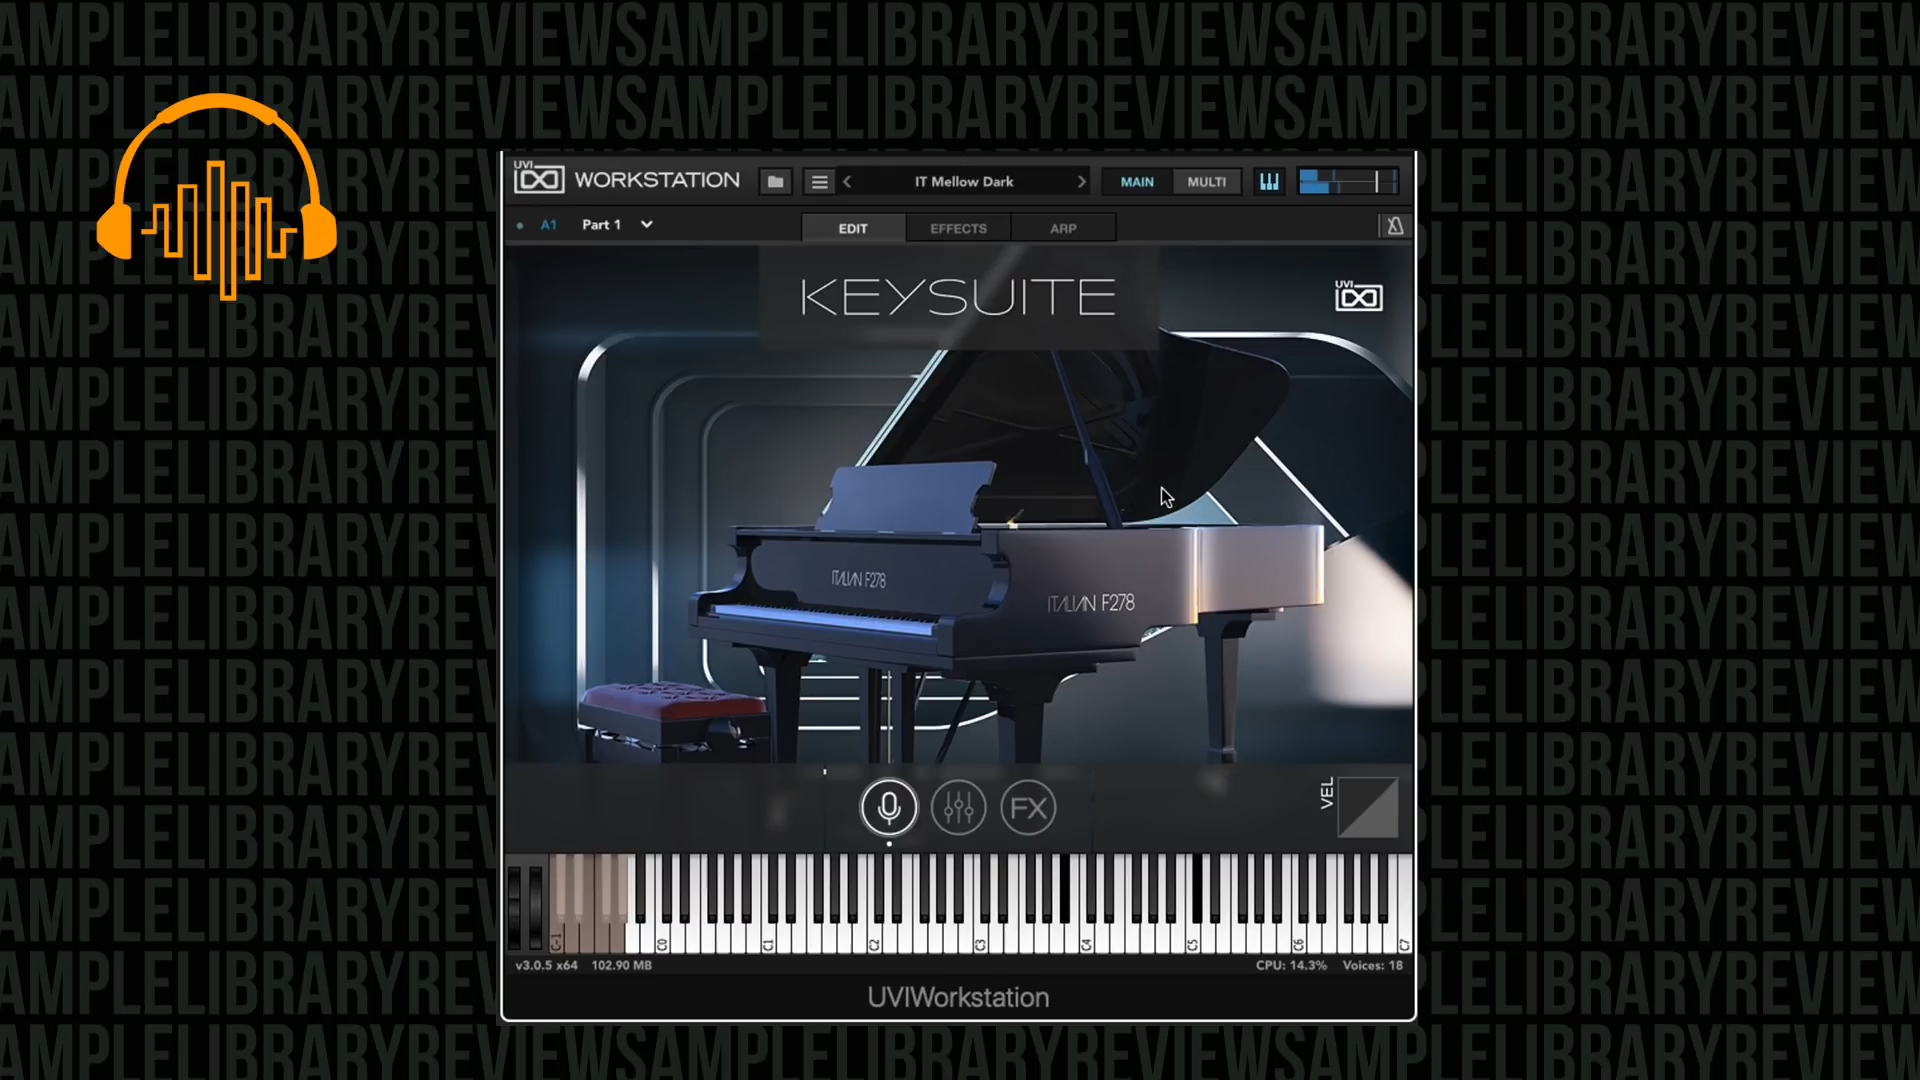 AMPLELIBRARYREVIEWSAMPLELIBRARYREVIEWSAMPLELIBRARYREVIEW
UVI WORKSTATION
IT Mellow Dark
MAIN
MULTI
A1
Part 1
EDIT
EFFECTS
ARP
KEYSUITE
UVI
ITALIAN F278
ITALIAN F278
FX
VEL
C-1
C0
C1
C2
C3
C4
C5
C6
C7
v3.0.5 x64
102.90 MB
CPU: 14.3%
Voices: 18
UVIWorkstation